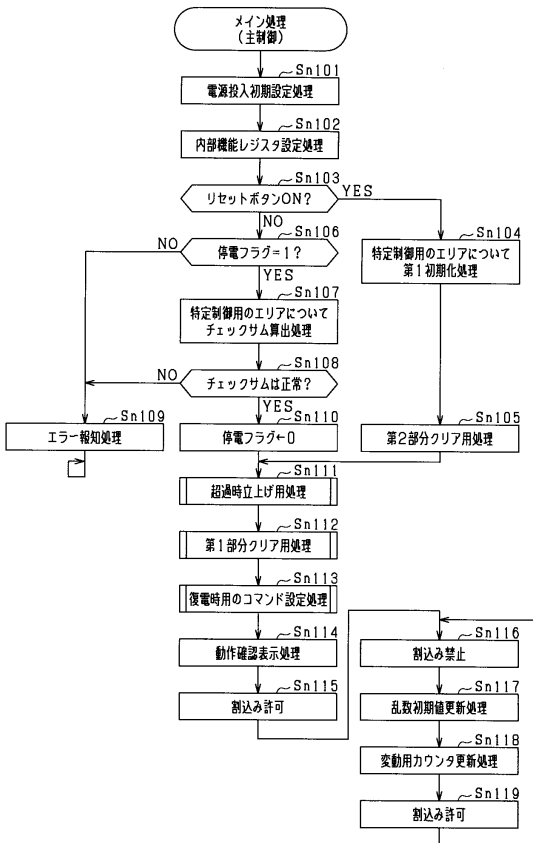 メイン処理
(主制御)
Sn101
電源投入初期設定処理
Sn102
内部機能レジスタ設定処理
Sn103
リセットボタンON?
YES
NO
Sn104
特定制御用のエリアについて
第1初期化処理
Sn106
停電フラグ=1?
NO
YES
Sn107
特定制御用のエリアについて
チェックサム算出処理
Sn108
チェックサムは正常?
NO
YES
Sn109
エラー報知処理
Sn110
停電フラグ←0
Sn105
第2部分クリア用処理
Sn111
超過時立上げ用処理
Sn112
第1部分クリア用処理
Sn113
復電時用のコマンド設定処理
Sn114
動作確認表示処理
Sn115
割込み許可
Sn116
割込み禁止
Sn117
乱数初期値更新処理
Sn118
変動用カウンタ更新処理
Sn119
割込み許可